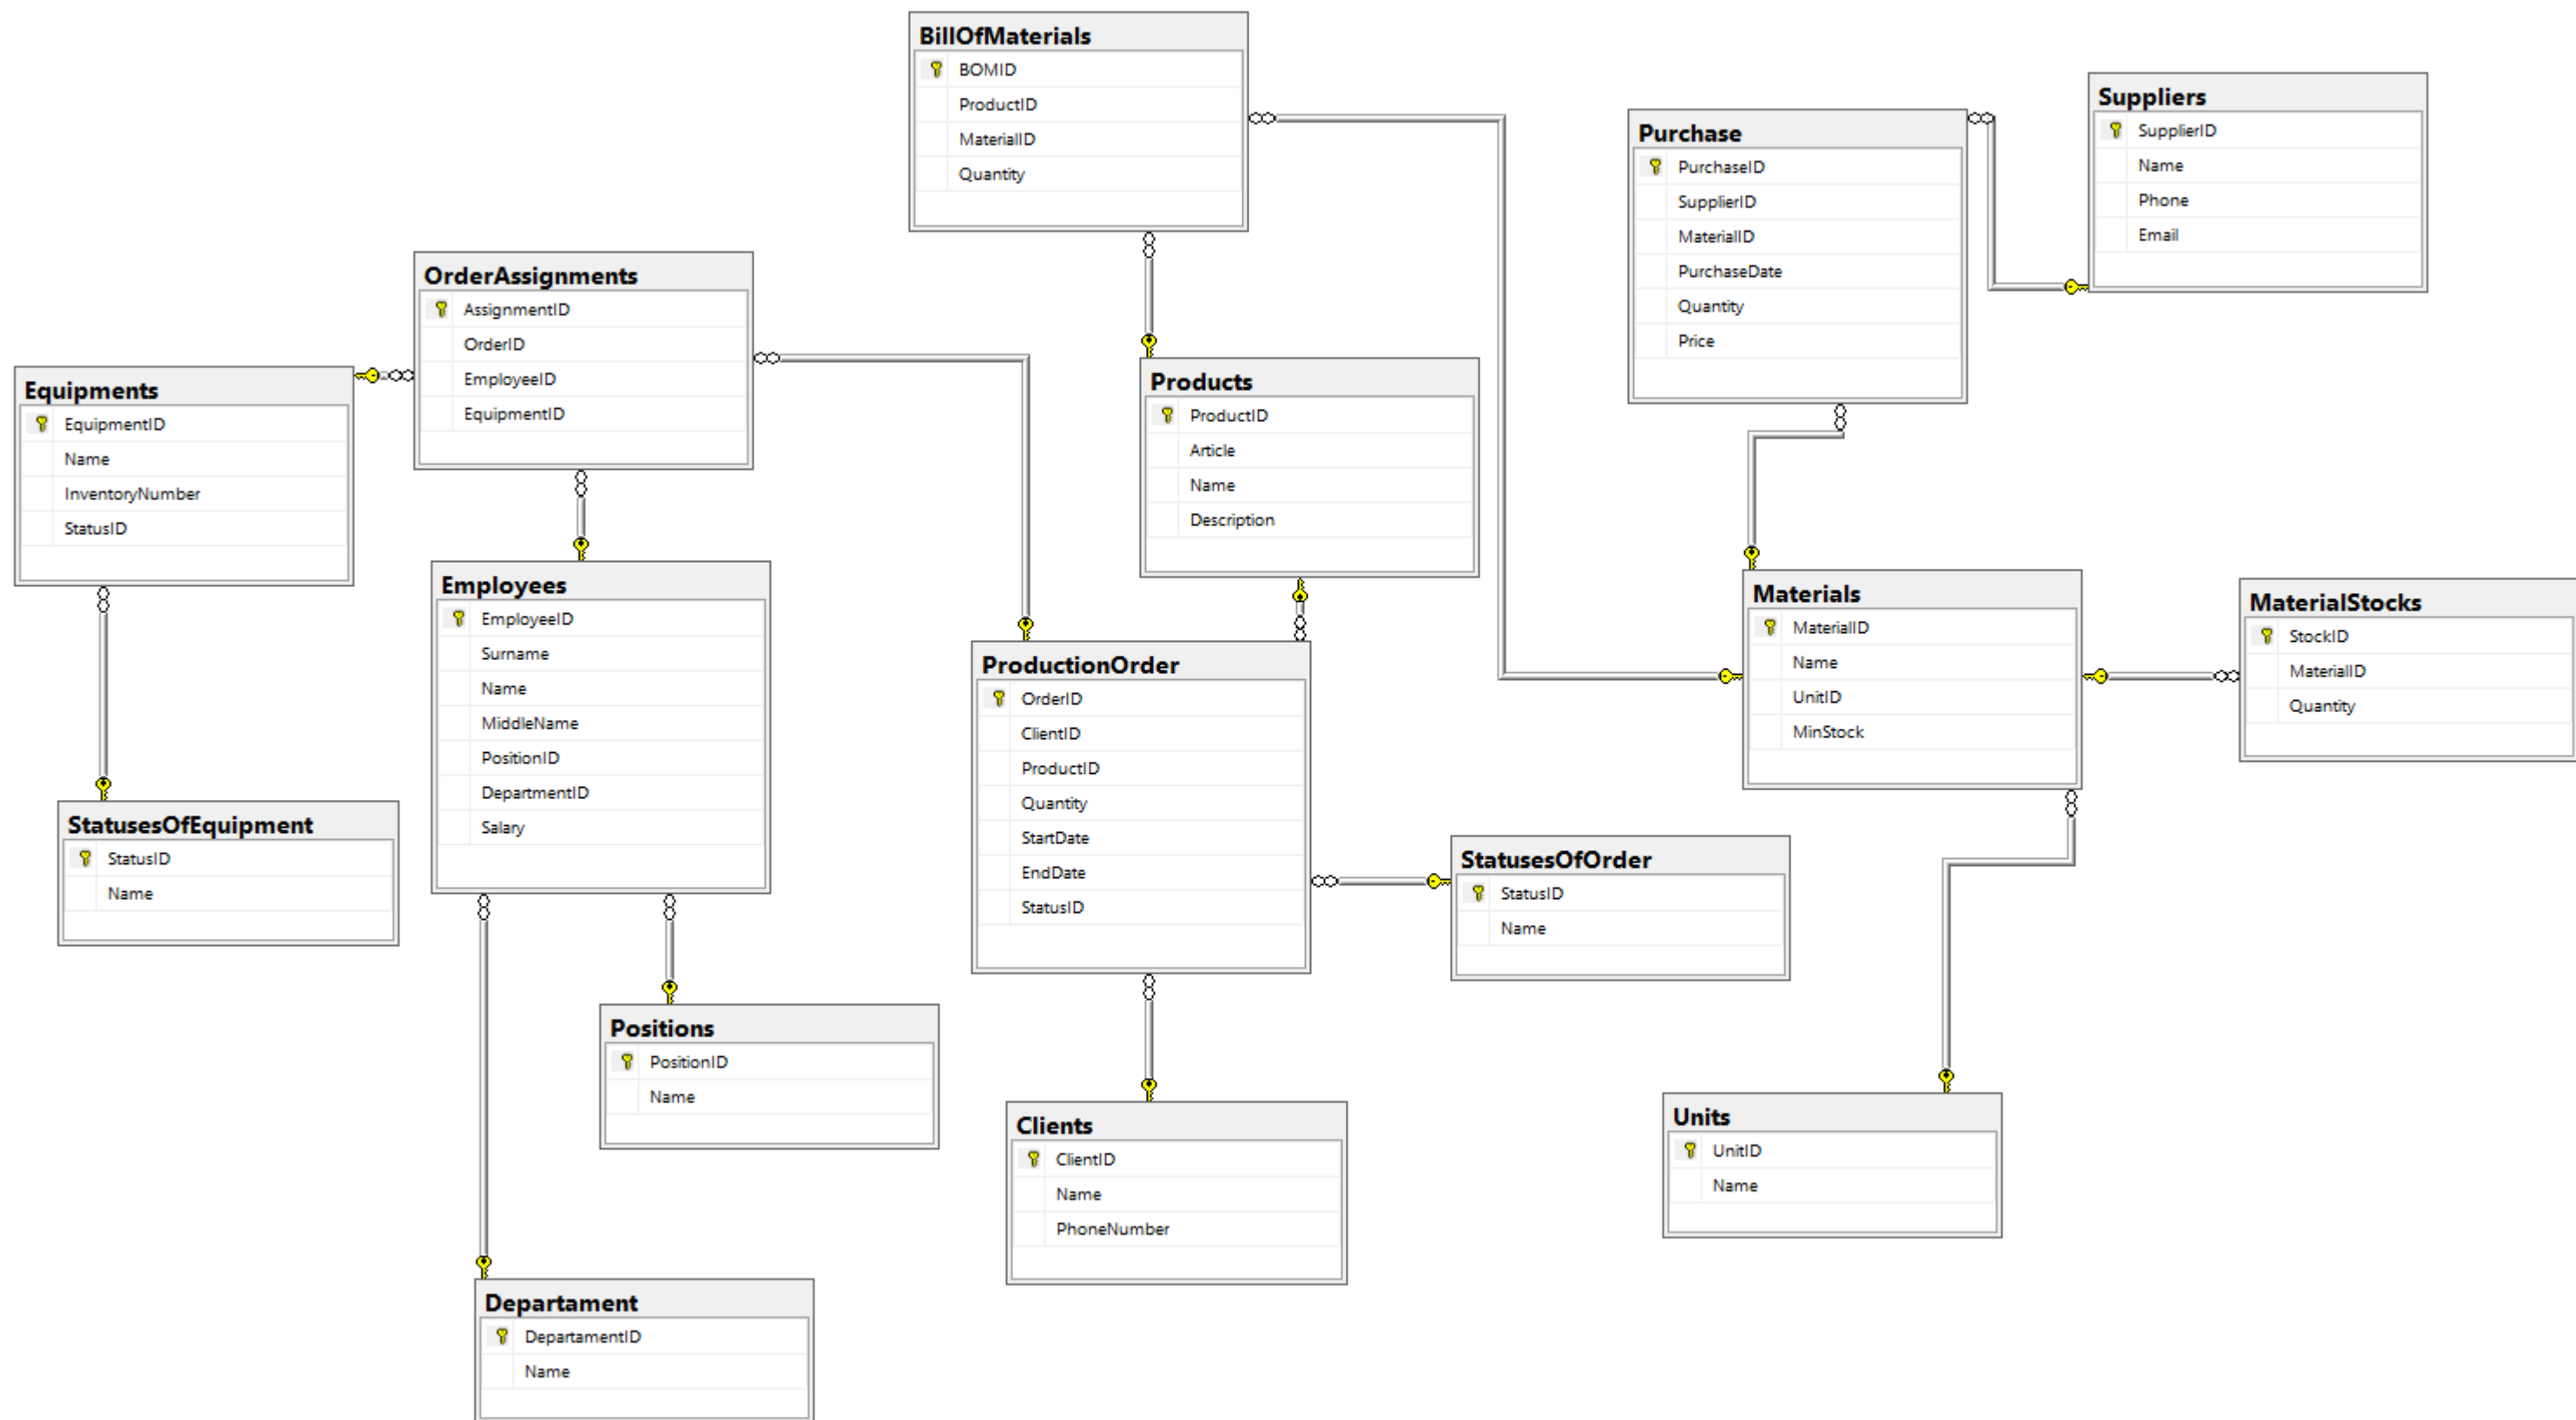 BillOfMaterials
BOMID
ProductID
MaterialID
Quantity
Suppliers
SupplierID
Name
Phone
Email
Purchase
PurchaseID
SupplierID
MaterialID
PurchaseDate
Quantity
Price
OrderAssignments
AssignmentID
OrderID
EmployeeID
EquipmentID
Equipments
EquipmentID
Name
InventoryNumber
StatusID
Products
ProductID
Article
Name
Description
Employees
EmployeeID
Surname
Name
MiddleName
PositionID
DepartmentID
Salary
Materials
MaterialID
Name
UnitID
MinStock
MaterialStocks
StockID
MaterialID
Quantity
ProductionOrder
OrderID
ClientID
ProductID
Quantity
StartDate
EndDate
StatusID
StatusesOfEquipment
StatusID
Name
StatusesOfOrder
StatusID
Name
Positions
PositionID
Name
Clients
ClientID
Name
PhoneNumber
Units
UnitID
Name
Departament
DepartamentID
Name